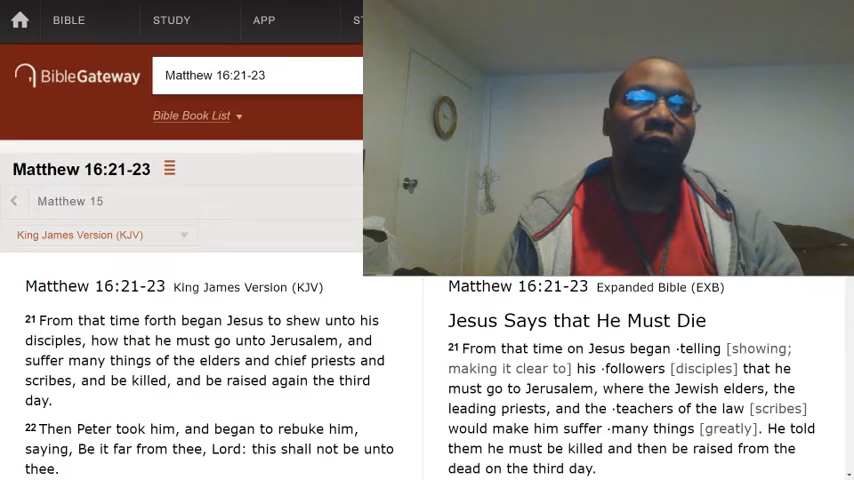 BIBLE
STUDY
APP
BibleGateway
Matthew 16:21-23
Bible Book List
Matthew 16:21-23
Matthew 15
King James Version (KJV)
Matthew 16:21-23 King James Version (KJV)
21 From that time forth began Jesus to shew unto his
disciples, how that he must go unto Jerusalem, and
suffer many things of the elders and chief priests and
scribes, and be killed, and be raised again the third
day.
22 Then Peter took him, and began to rebuke him,
saying, Be it far from thee, Lord: this shall not be unto
thee.
Matthew 16:21-23 Expanded Bible (EXB)
Jesus Says that He Must Die
21 From that time on Jesus began ·telling [showing;
making it clear to] his ·followers [disciples] that he
must go to Jerusalem, where the Jewish elders, the
leading priests, and the ·teachers of the law [scribes]
would make him suffer ·many things [greatly]. He told
them he must be killed and then be raised from the
dead on the third day.